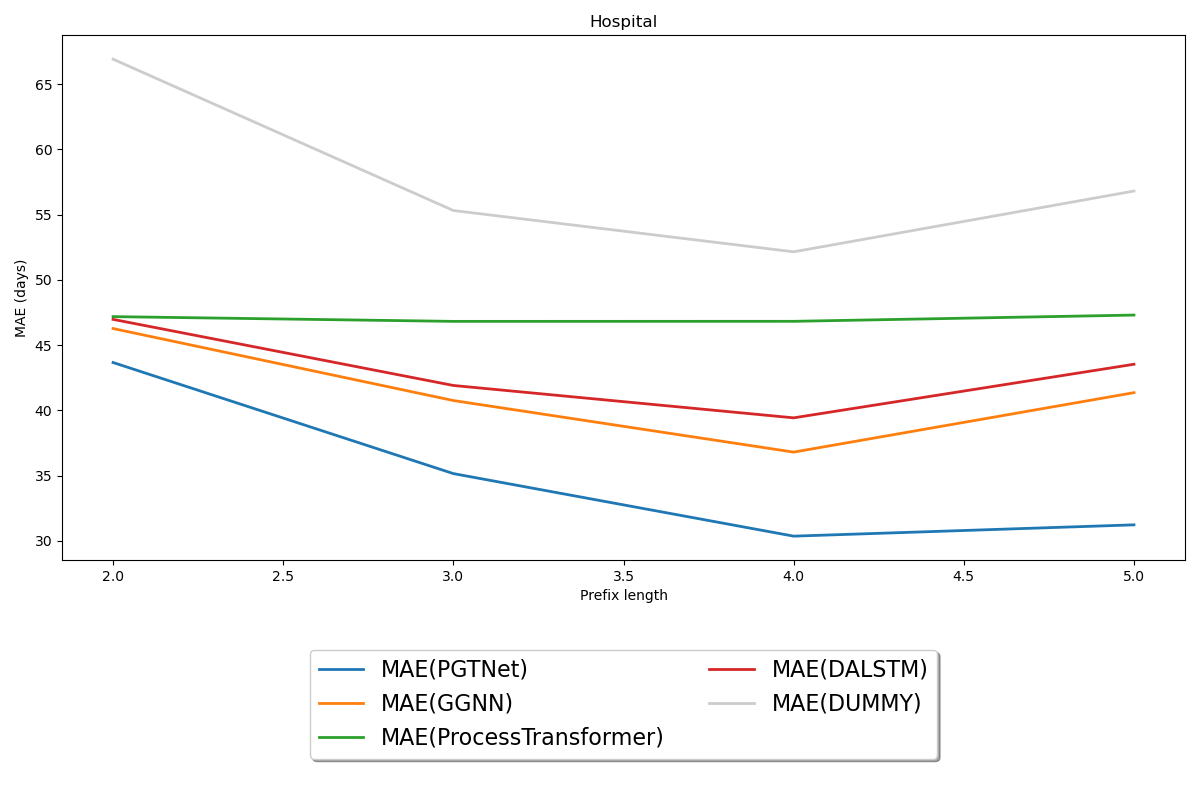 Hospital
MAE (days)
65
60
55
50
45
40
35
30
2.0 2.5 3.0 3.5 4.0 4.5 5.0
Prefix length
MAE(PGTNet)
MAE(GGNN)
MAE(ProcessTransformer)
MAE(DALSTM)
MAE(DUMMY)